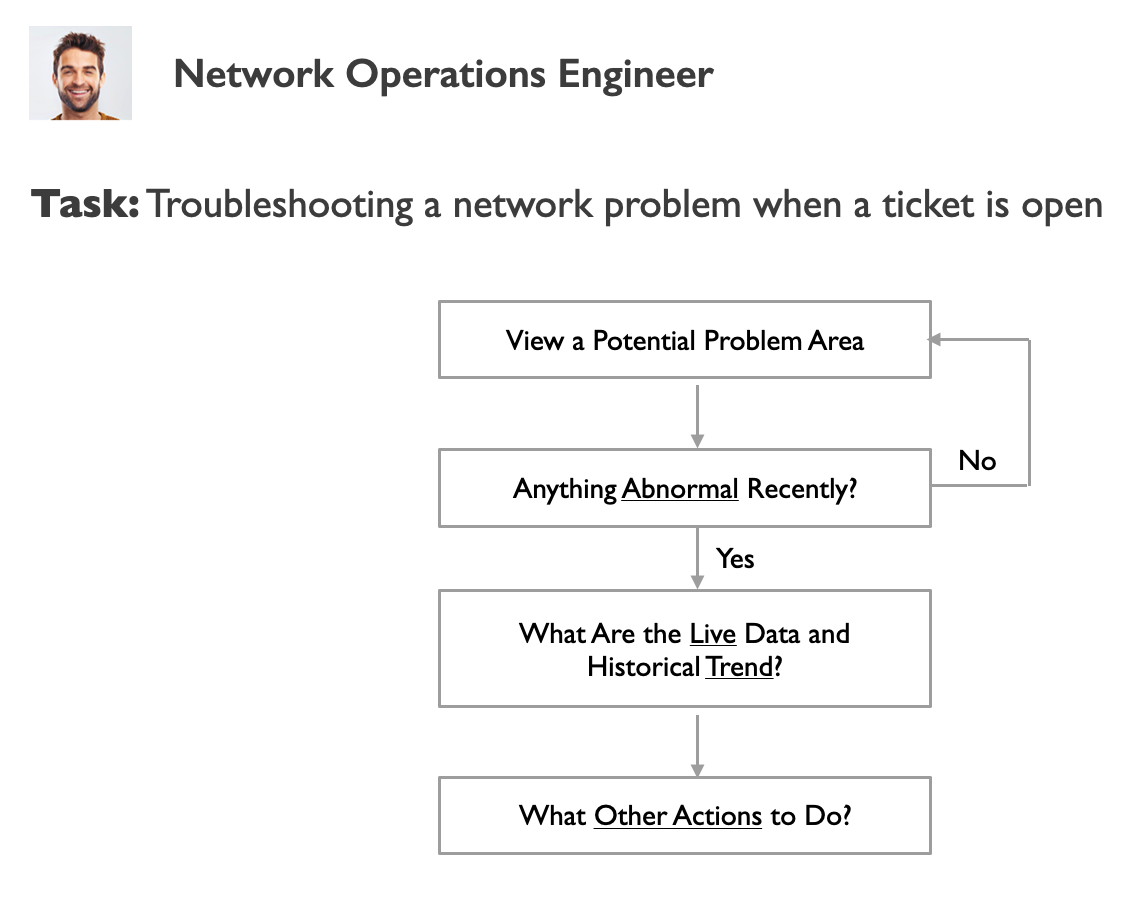 Network Operations Engineer
Task: Troubleshooting a network problem when a ticket is open
View a Potential Problem Area
No
Anything Abnormal Recently?
Yes
What Are the Live Data and
Historical Trend?
What Other Actions to Do?